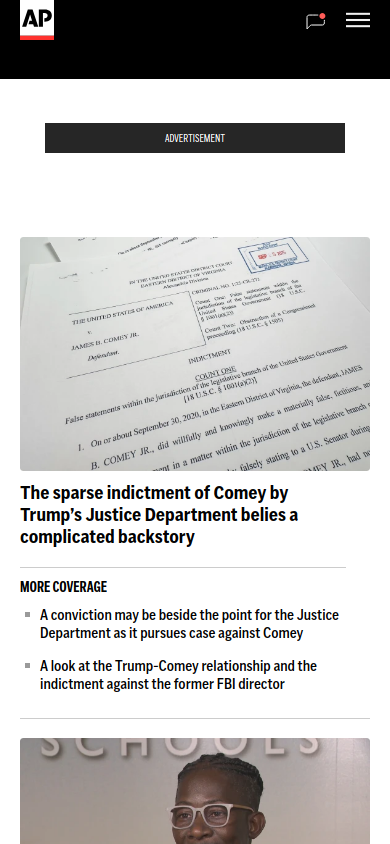 AP
ADVERTISEMENT
IN THE UNITED STATES DISTRICT COURT
EASTERN DISTRICT OF VIRGINIA
Alexandria Division
THE UNITED STATES OF AMERICA
v.
JAMES B. COMEY JR.
Defendant.
CRIMINAL NO.
Count One: False statements within the
jurisdiction of the legislative branch of the
United States Government (18 U.S.C.
§ 1001(a)(2))
Count Two: Obstruction of a Congressional
proceeding (18 U.S.C. § 1505)
INDICTMENT
COUNT ONE
False statements within the jurisdiction of the legislative branch of the United States Government
[18 U.S.C. § 1001(a)(2)]
1. On or about September 30, 2020, in the Eastern District of Virginia, the defendant, JAMES
B. COMEY JR., did willfully and knowingly make a materially false, fictitious,
ent in a matter within the jurisdiction of the legislative branch
falsely stating to a U.S. Senator during
MEY JR., had
The sparse indictment of Comey by
Trump’s Justice Department belies a
complicated backstory
MORE COVERAGE
A conviction may be beside the point for the Justice
Department as it pursues case against Comey
A look at the Trump-Comey relationship and the
indictment against the former FBI director
SCHOOLS